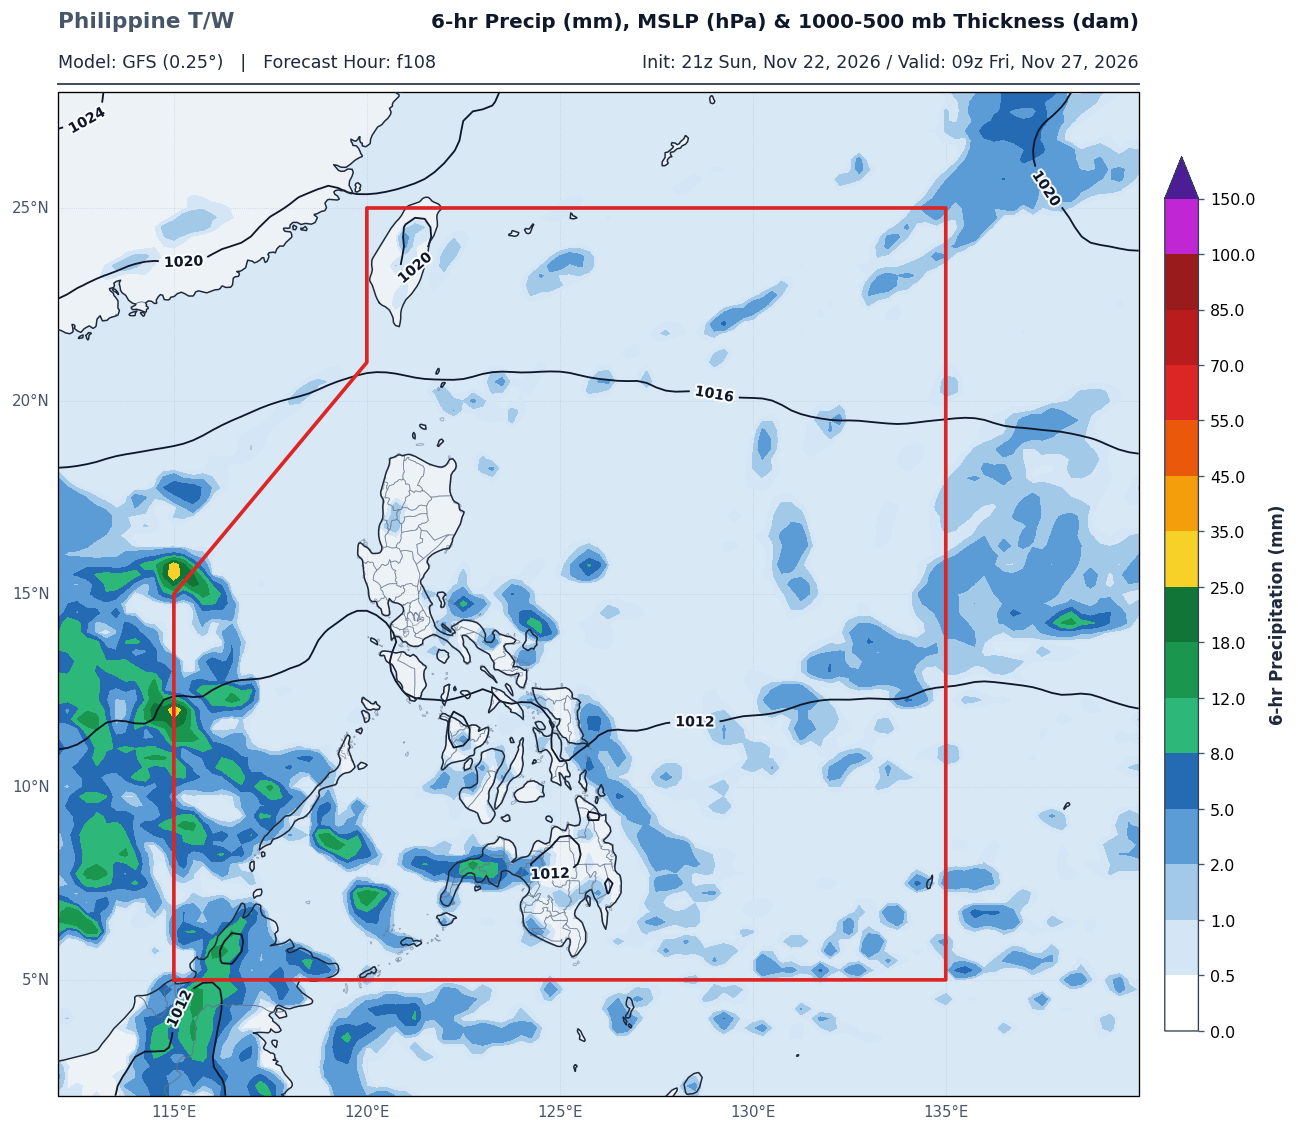 Philippine T/W
6-hr Precip (mm), MSLP (hPa) & 1000-500 mb Thickness (dam)
Model: GFS (0.25°) | Forecast Hour: f108
Init: 21z Sun, Nov 22, 2026 / Valid: 09z Fri, Nov 27, 2026
1024
1020
1020
1020
1016
1012
1012
1012
25°N
20°N
15°N
10°N
5°N
115°E
120°E
125°E
130°E
135°E
150.0
100.0
85.0
70.0
55.0
45.0
35.0
25.0
18.0
12.0
8.0
5.0
2.0
1.0
0.5
0.0
6-hr Precipitation (mm)